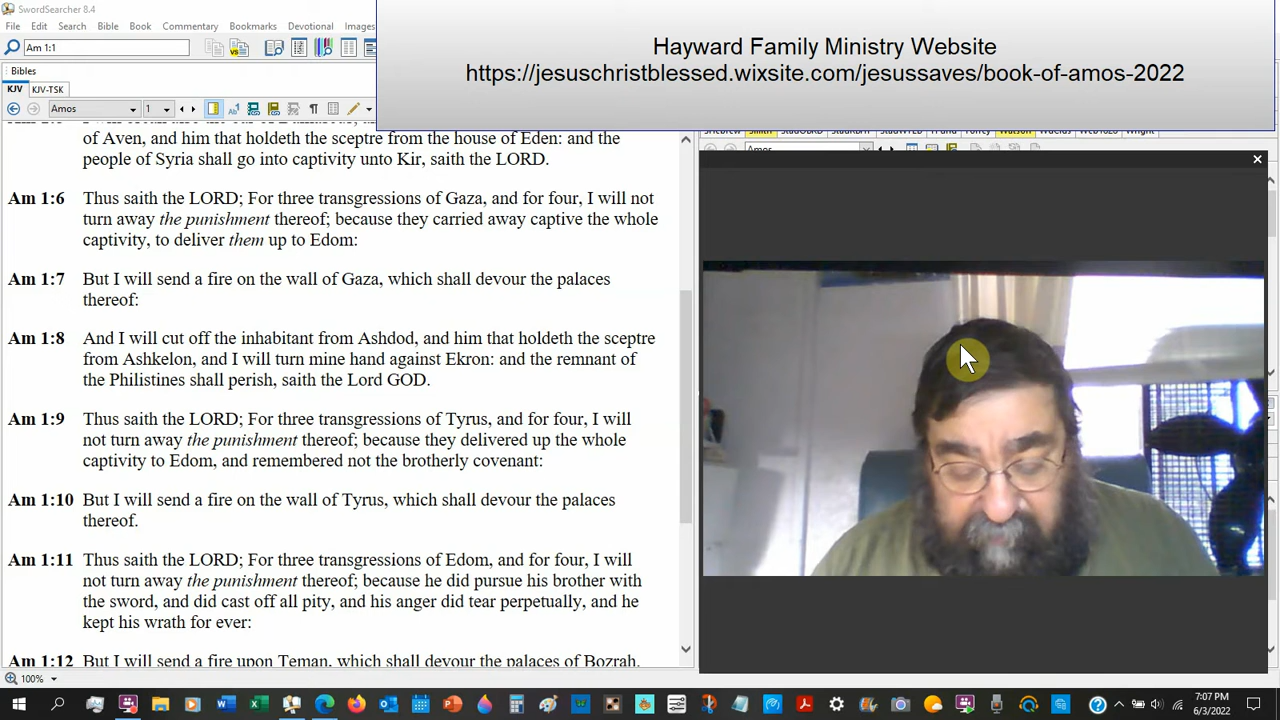 SwordSearcher 8.4
File Edit Search Bible Book Commentary Bookmarks Devotional Images
Hayward Family Ministry Website
https://jesuschristblessed.wixsite.com/jesussaves/book-of-amos-2022
Am 1:1
Bibles
KJV KJV-TSK
Amos 1
of Aven, and him that holdeth the sceptre from the house of Eden: and the
people of Syria shall go into captivity unto Kir, saith the LORD.
Am 1:6 Thus saith the LORD; For three transgressions of Gaza, and for four, I will not
turn away the punishment thereof; because they carried away captive the whole
captivity, to deliver them up to Edom:
Am 1:7 But I will send a fire on the wall of Gaza, which shall devour the palaces
thereof:
Am 1:8 And I will cut off the inhabitant from Ashdod, and him that holdeth the sceptre
from Ashkelon, and I will turn mine hand against Ekron: and the remnant of
the Philistines shall perish, saith the Lord GOD.
Am 1:9 Thus saith the LORD; For three transgressions of Tyrus, and for four, I will
not turn away the punishment thereof; because they delivered up the whole
captivity to Edom, and remembered not the brotherly covenant:
Am 1:10 But I will send a fire on the wall of Tyrus, which shall devour the palaces
thereof.
Am 1:11 Thus saith the LORD; For three transgressions of Edom, and for four, I will
not turn away the punishment thereof; because he did pursue his brother with
the sword, and did cast off all pity, and his anger did tear perpetually, and he
kept his wrath for ever:
Am 1:12 But I will send a fire upon Teman, which shall devour the palaces of Bozrah.
100%
7:07 PM
6/3/2022